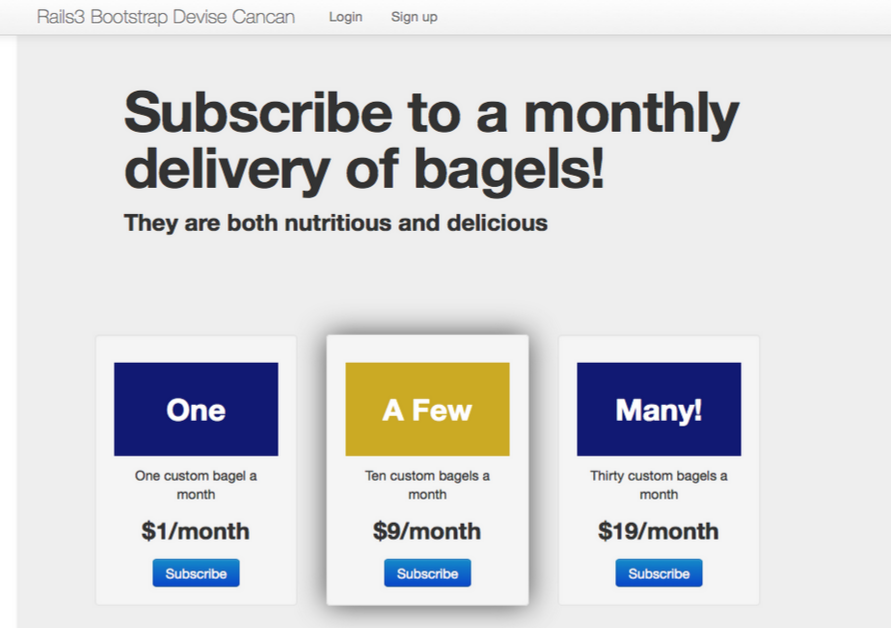 Rails3 Bootstrap Devise Cancan Login Sign up
Subscribe to a monthly
delivery of bagels!
They are both nutritious and delicious
One
One custom bagel a
month
$1/month
Subscribe
A Few
Ten custom bagels a
month
$9/month
Subscribe
Many!
Thirty custom bagels a
month
$19/month
Subscribe